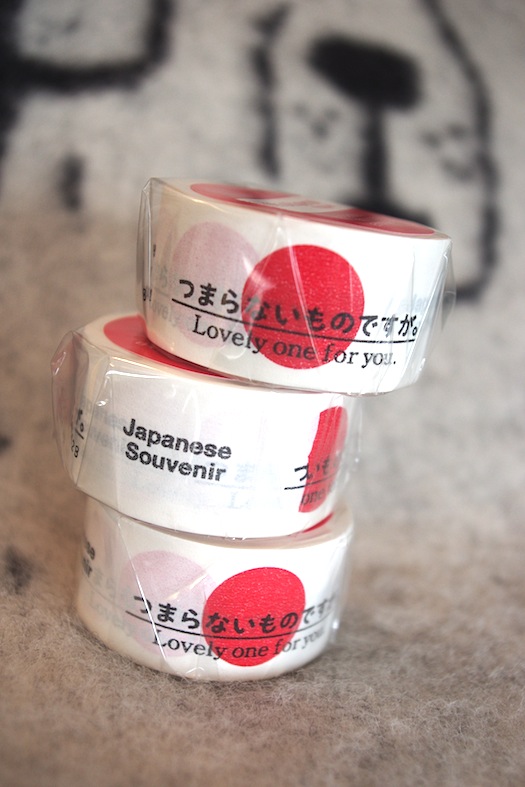 つまらないものですが。
Lovely one for you.
Japanese
Souvenir
つまらないものです
Lovely one for you